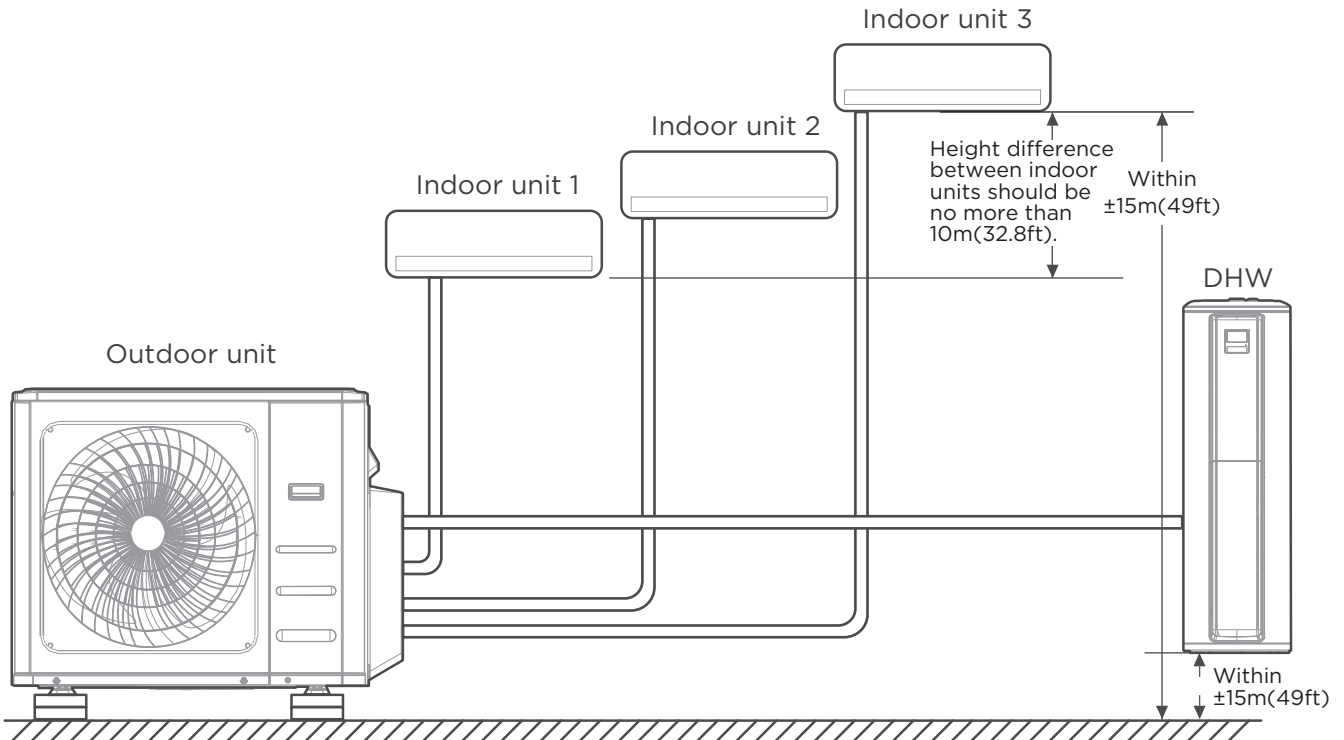 Indoor unit 3
Indoor unit 2
Indoor unit 1
Height difference
between indoor
units should be
no more than
10m(32.8ft).
Within
±15m(49ft)
DHW
Outdoor unit
Within
±15m(49ft)